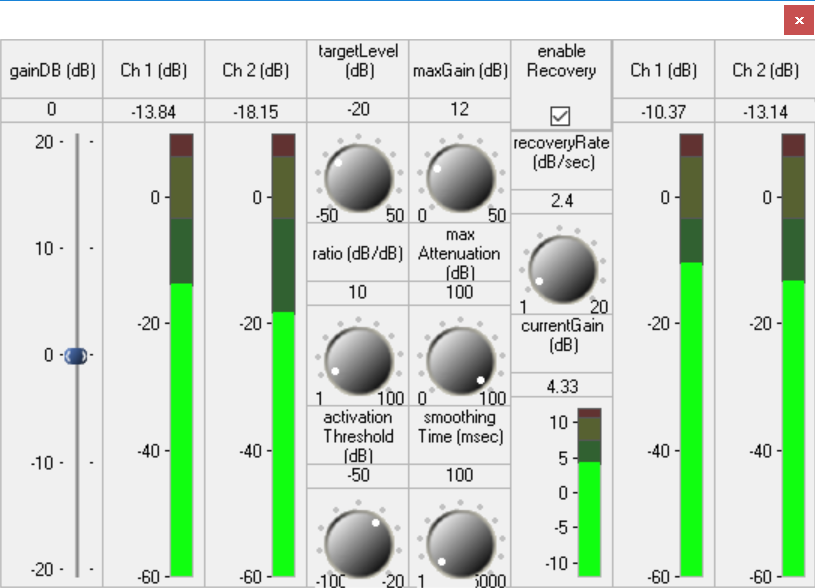 gainDB (dB)
0
20
10
0
-10
-20
Ch 1 (dB)
-13.84
0
-20
-40
-60
Ch 2 (dB)
-18.15
0
-20
-40
-60
targetLevel
(dB)
-20
-50 50
ratio (dB/dB)
10
1 100
activation
Threshold
(dB)
-50
-100 -20
maxGain (dB)
12
0 50
max
Attenuation
(dB)
100
0 100
smoothing
Time (msec)
100
1 5000
enable
Recovery
recoveryRate
(dB/sec)
2.4
1 20
currentGain
(dB)
4.33
10
5
0
-5
-10
Ch 1 (dB)
-10.37
0
-20
-40
-60
Ch 2 (dB)
-13.14
0
-20
-40
-60